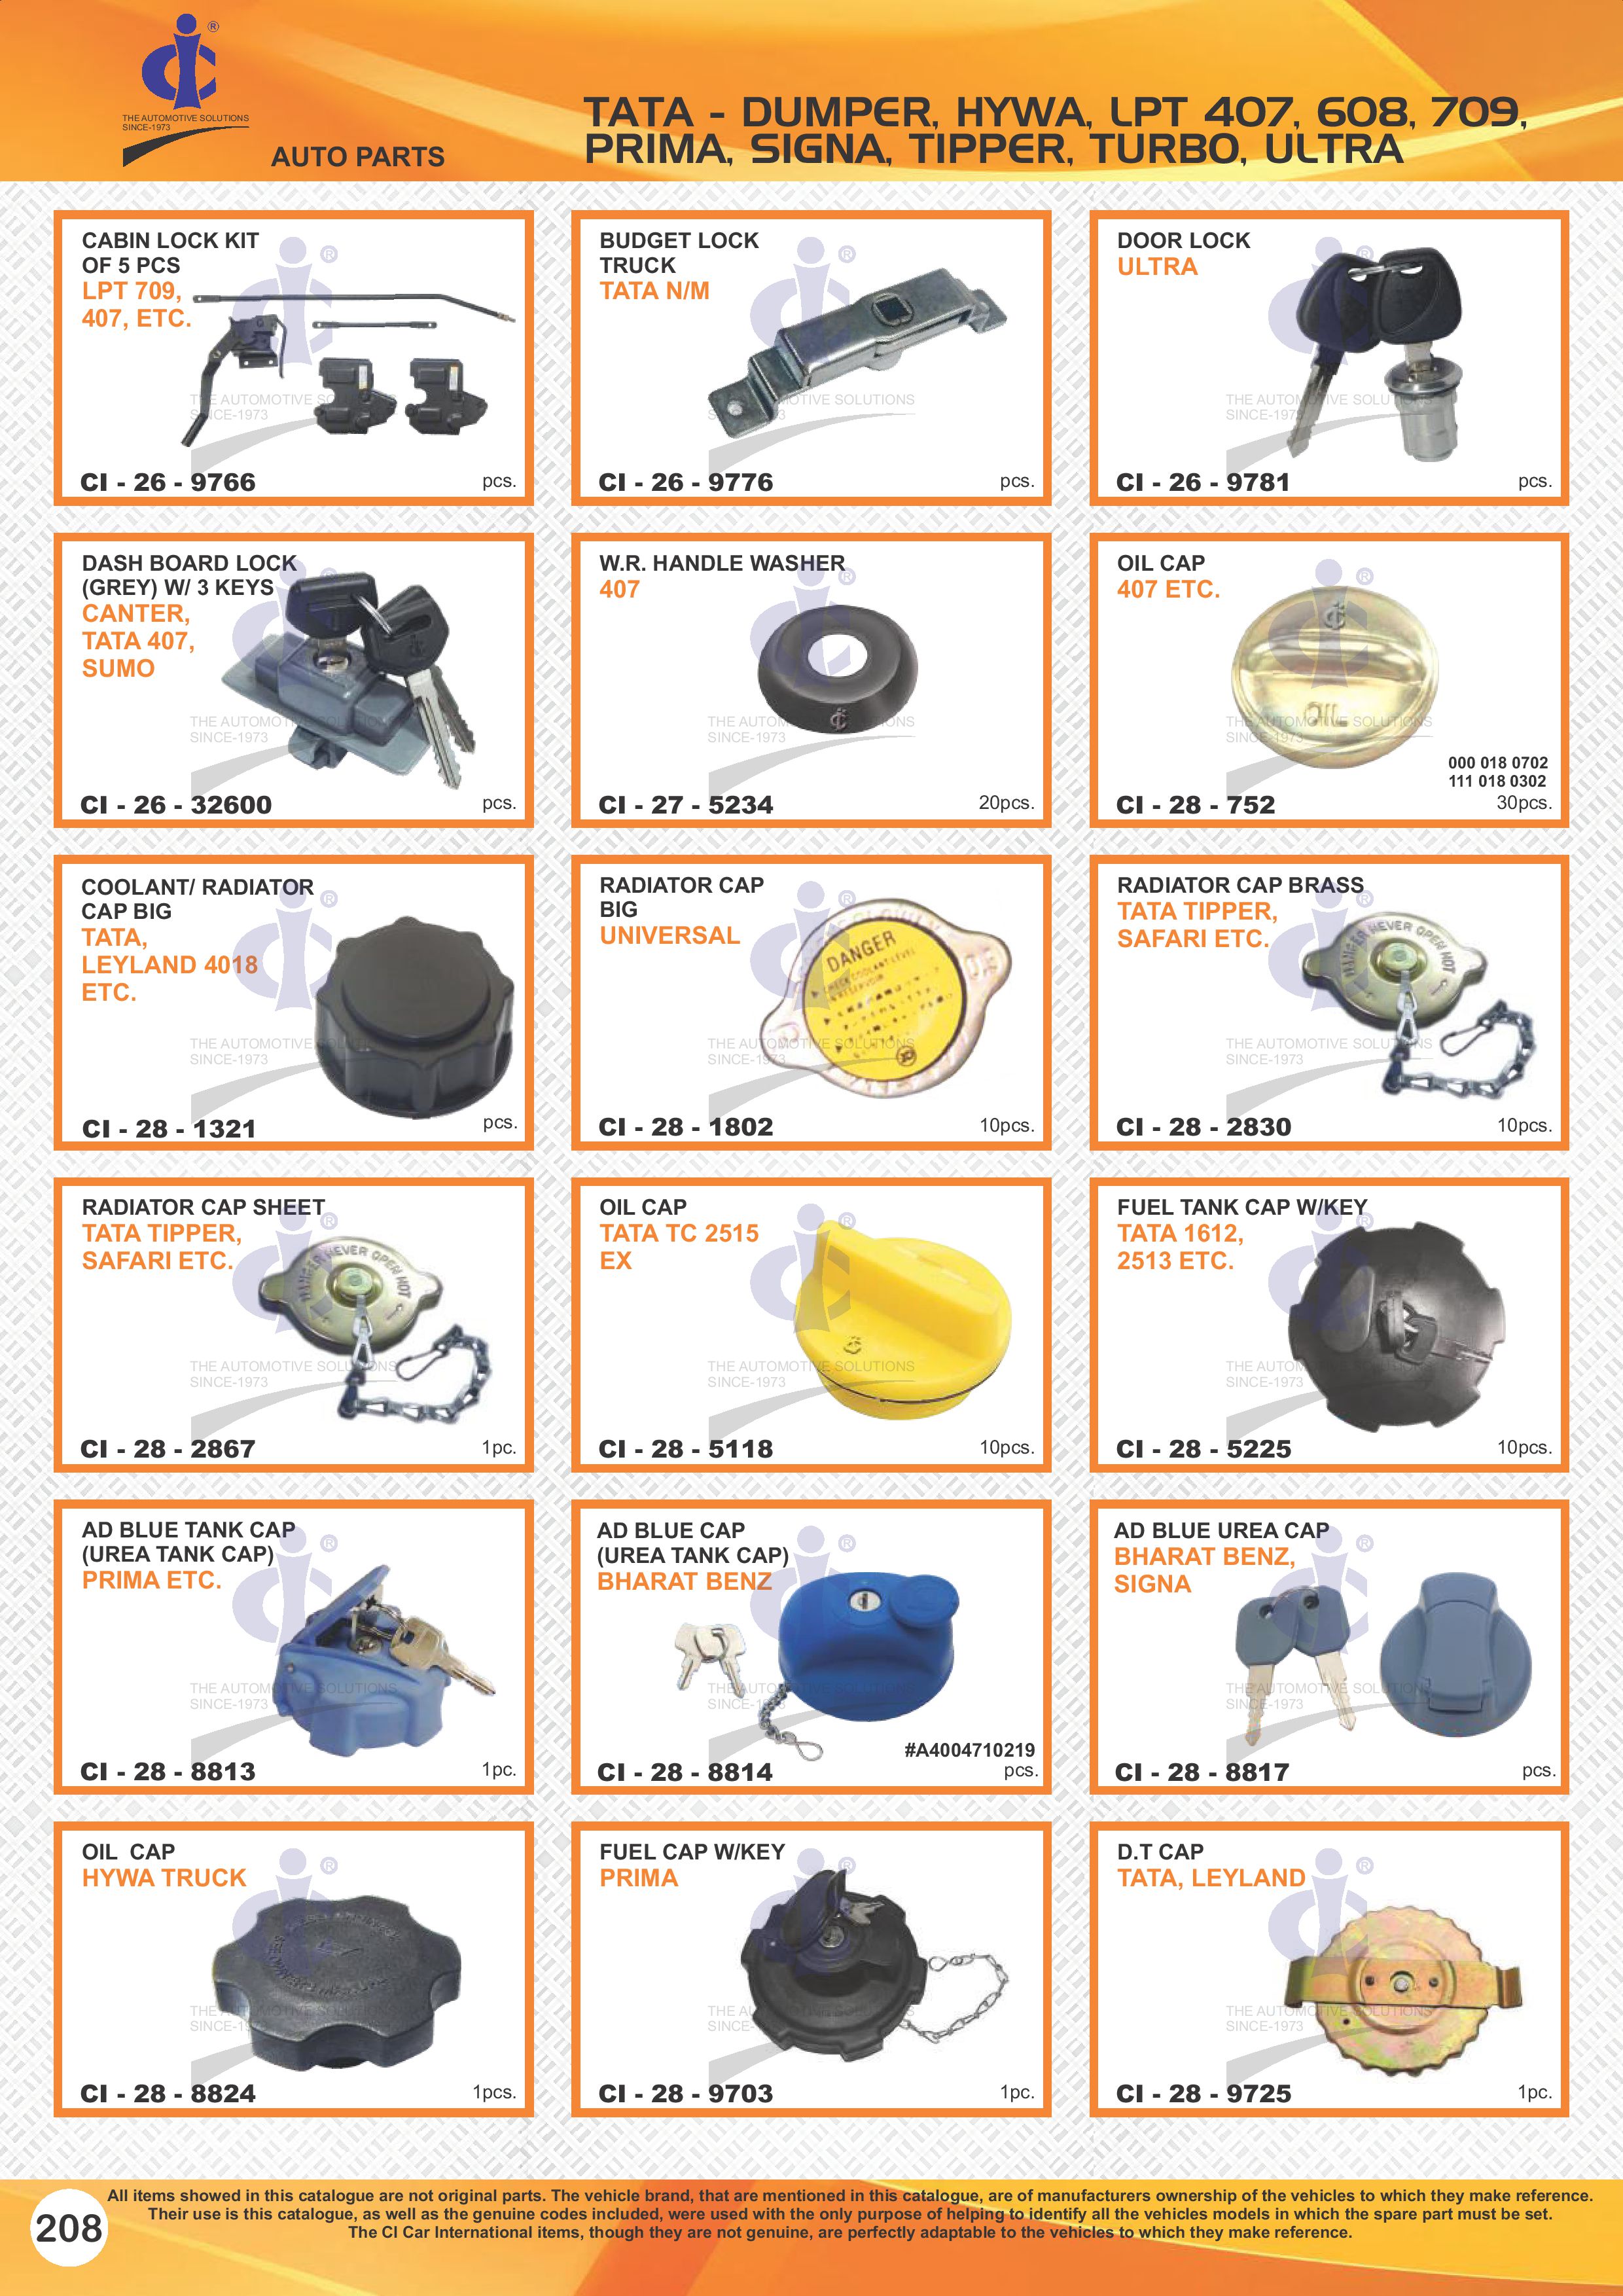 ®
THE AUTOMOTIVE SOLUTIONS
SINCE-1973
AUTO PARTS
TATA - DUMPER, HYWA, LPT 407, 608, 709,
PRIMA, SIGNA, TIPPER, TURBO, ULTRA
CABIN LOCK KIT
OF 5 PCS
LPT 709,
407, ETC.
CI - 26 - 9766
pcs.
BUDGET LOCK
TRUCK
TATA N/M
CI - 26 - 9776
pcs.
DOOR LOCK
ULTRA
CI - 26 - 9781
pcs.
DASH BOARD LOCK
(GREY) W/ 3 KEYS
CANTER,
TATA 407,
SUMO
CI - 26 - 32600
pcs.
W.R. HANDLE WASHER
407
CI - 27 - 5234
20pcs.
OIL CAP
407 ETC.
OIL
000 018 0702
111 018 0302
CI - 28 - 752
30pcs.
COOLANT/ RADIATOR
CAP BIG
TATA,
LEYLAND 4018
ETC.
CI - 28 - 1321
pcs.
RADIATOR CAP
BIG
UNIVERSAL
DANGER
CHECK COOLANT LEVEL
CI - 28 - 1802
10pcs.
RADIATOR CAP BRASS
TATA TIPPER,
SAFARI ETC.
DANGER NEVER OPEN HOT
CI - 28 - 2830
10pcs.
RADIATOR CAP SHEET
TATA TIPPER,
SAFARI ETC.
DANGER NEVER OPEN HOT
CI - 28 - 2867
1pc.
OIL CAP
TATA TC 2515
EX
CI - 28 - 5118
10pcs.
FUEL TANK CAP W/KEY
TATA 1612,
2513 ETC.
CI - 28 - 5225
10pcs.
AD BLUE TANK CAP
(UREA TANK CAP)
PRIMA ETC.
CI - 28 - 8813
1pc.
AD BLUE CAP
(UREA TANK CAP)
BHARAT BENZ
#A4004710219
CI - 28 - 8814
pcs.
AD BLUE UREA CAP
BHARAT BENZ,
SIGNA
CI - 28 - 8817
pcs.
OIL CAP
HYWA TRUCK
CI - 28 - 8824
1pcs.
FUEL CAP W/KEY
PRIMA
CI - 28 - 9703
1pc.
D.T CAP
TATA, LEYLAND
CI - 28 - 9725
1pc.
208
All items showed in this catalogue are not original parts. The vehicle brand, that are mentioned in this catalogue, are of manufacturers ownership of the vehicles to which they make reference.
Their use is this catalogue, as well as the genuine codes included, were used with the only purpose of helping to identify all the vehicles models in which the spare part must be set.
The CI Car International items, though they are not genuine, are perfectly adaptable to the vehicles to which they make reference.